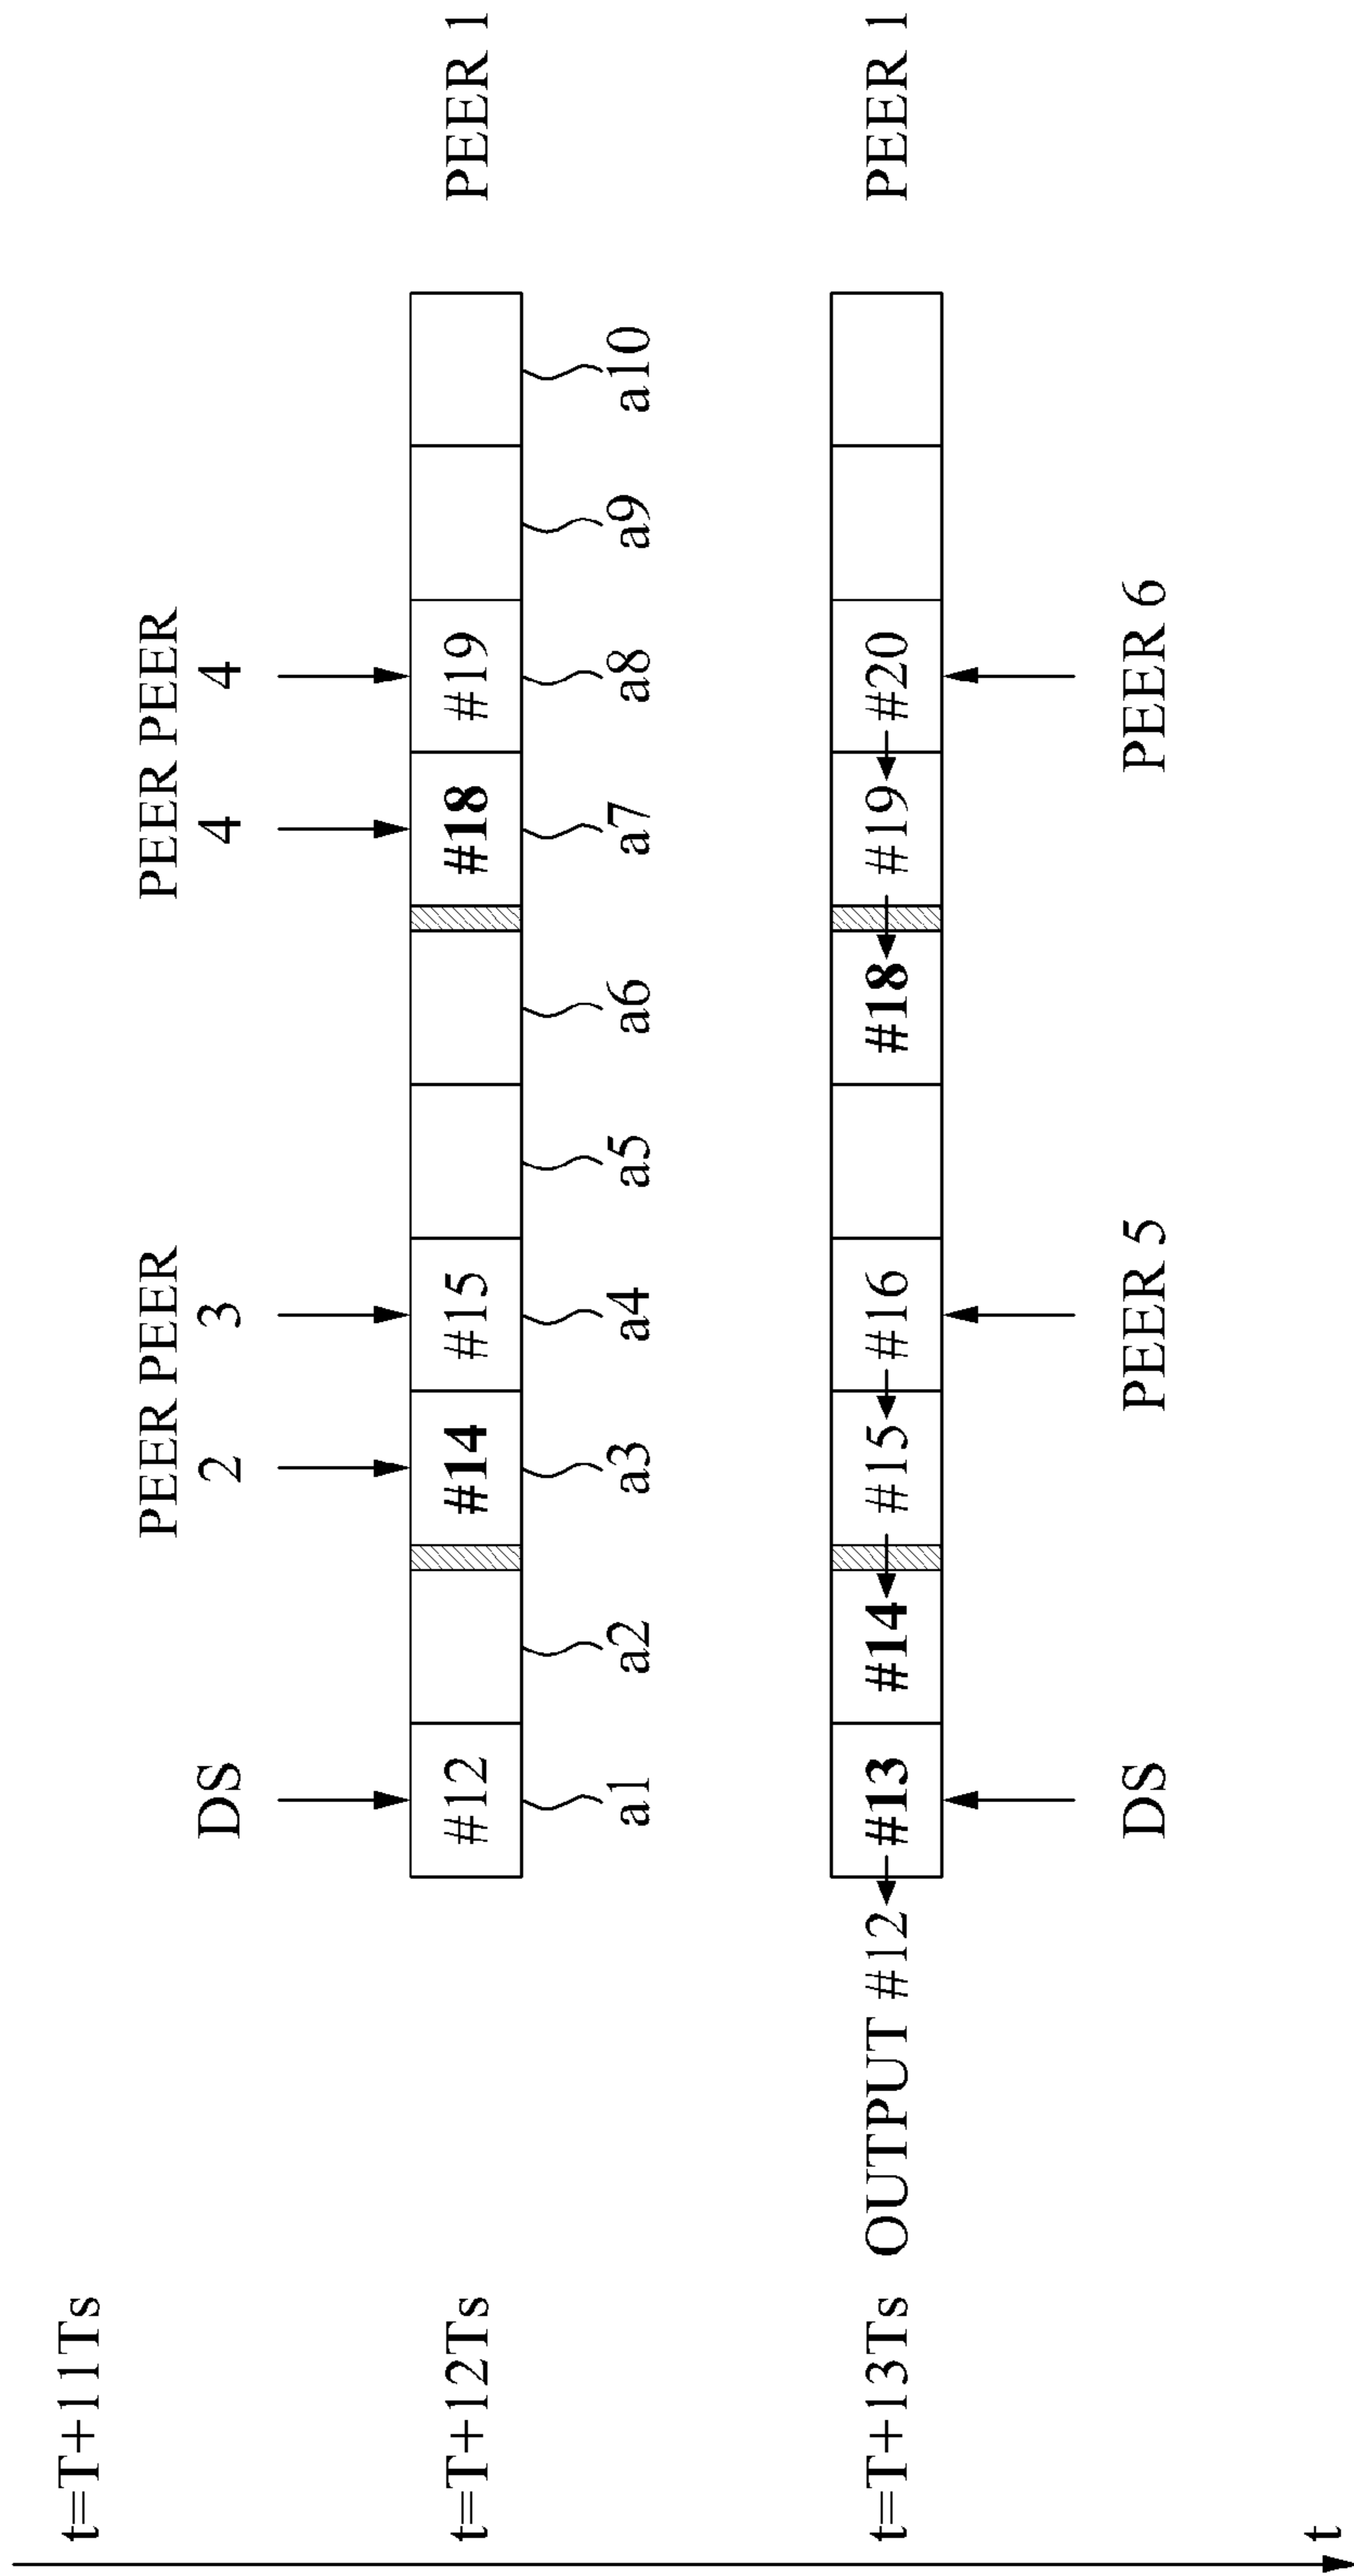 t=T+11Ts
DS
PEER PEER
2 3
PEER PEER
4 4
t=T+12Ts
#12 #14 #15 #18 #19
PEER 1
a1 a2 a3 a4 a5 a6 a7 a8 a9 a10
t=T+13Ts OUTPUT #12
#13 #14 #15 #16 #18 #19 #20
PEER 1
DS PEER 5 PEER 6
t